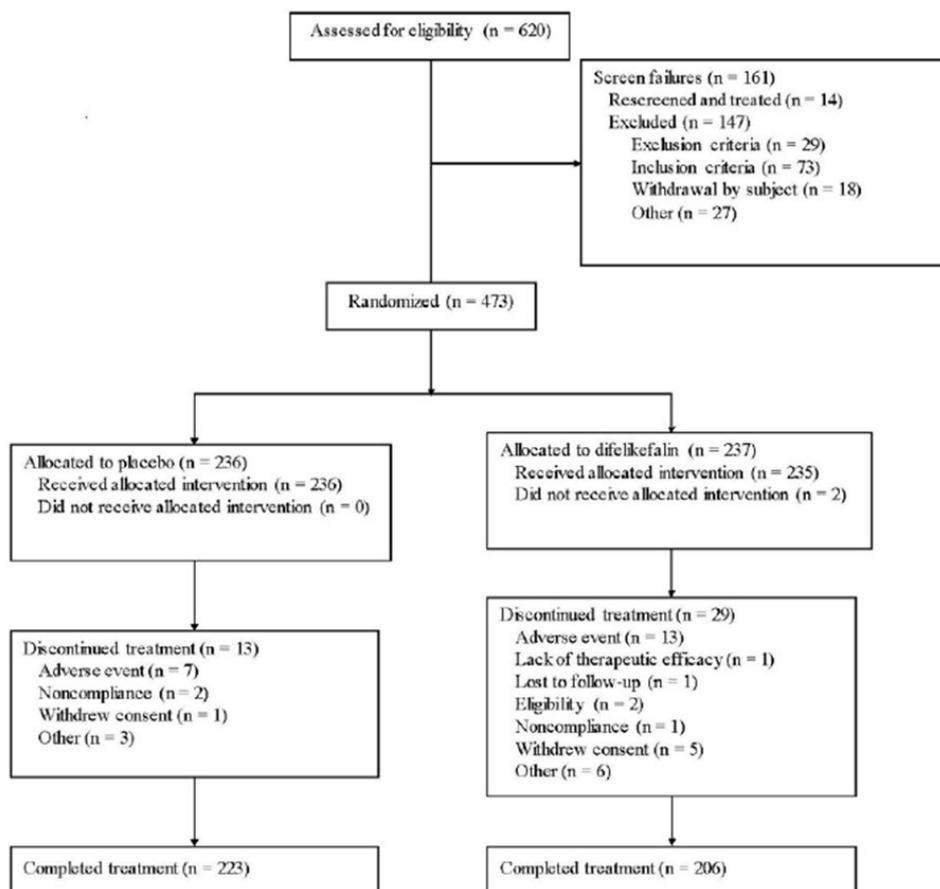 Assessed for eligibility (n = 620)
Screen failures (n = 161)
Rescreened and treated (n = 14)
Excluded (n = 147)
Exclusion criteria (n = 29)
Inclusion criteria (n = 73)
Withdrawal by subject (n = 18)
Other (n = 27)
Randomized (n = 473)
Allocated to placebo (n = 236)
Received allocated intervention (n = 236)
Did not receive allocated intervention (n = 0)
Allocated to difelikefalin (n = 237)
Received allocated intervention (n = 235)
Did not receive allocated intervention (n = 2)
Discontinued treatment (n = 13)
Adverse event (n = 7)
Noncompliance (n = 2)
Withdrew consent (n = 1)
Other (n = 3)
Discontinued treatment (n = 29)
Adverse event (n = 13)
Lack of therapeutic efficacy (n = 1)
Lost to follow-up (n = 1)
Eligibility (n = 2)
Noncompliance (n = 1)
Withdrew consent (n = 5)
Other (n = 6)
Completed treatment (n = 223)
Completed treatment (n = 206)